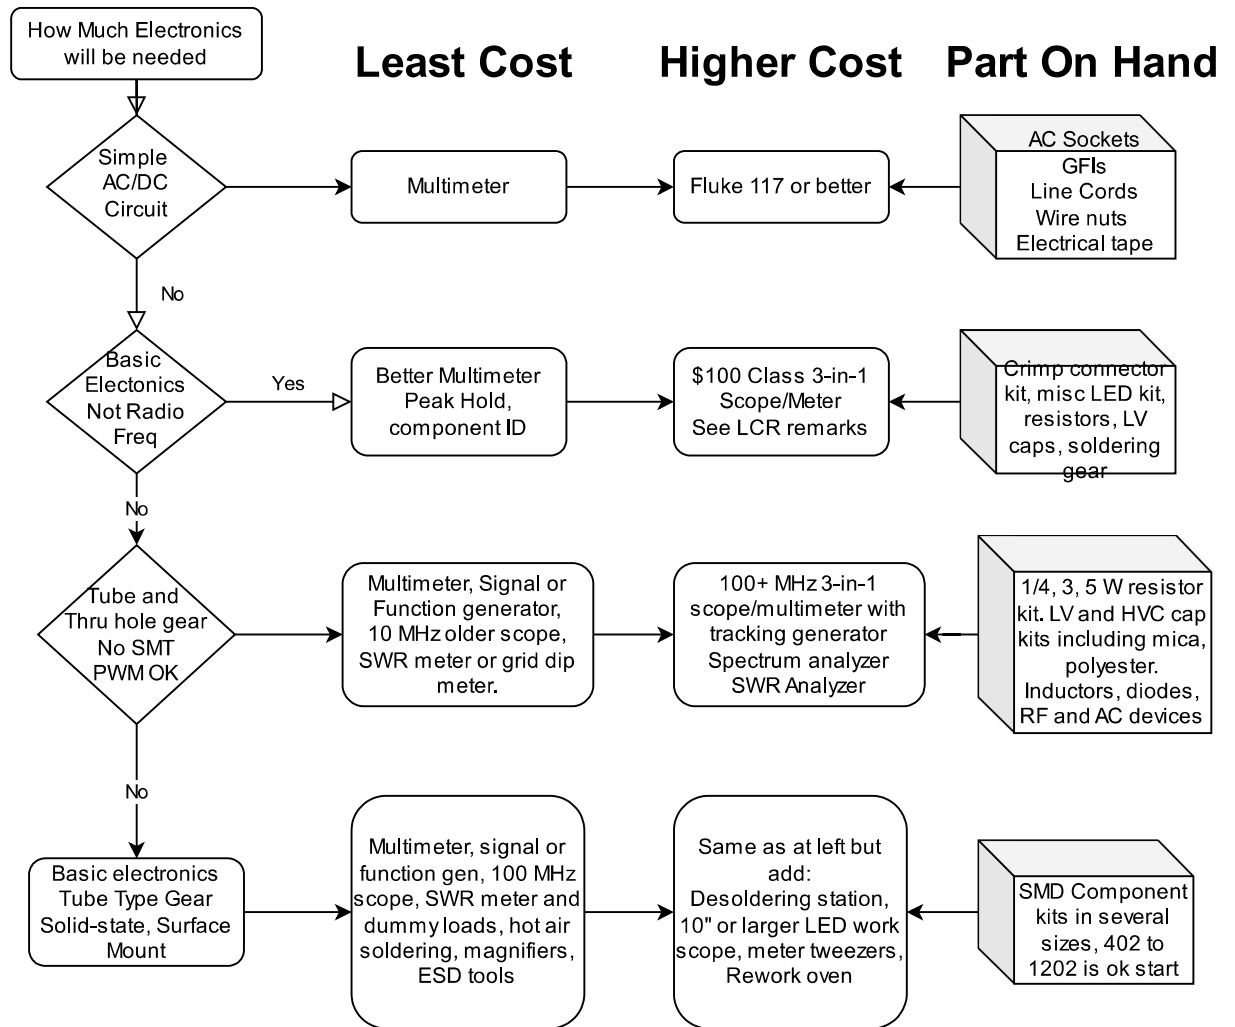 How Much Electronics
will be needed
Least Cost
Higher Cost
Part On Hand
Simple
AC/DC
Circuit
Multimeter
Fluke 117 or better
AC Sockets
GFIs
Line Cords
Wire nuts
Electrical tape
No
Basic
Electonics
Not Radio
Freq
Yes
Better Multimeter
Peak Hold,
component ID
$100 Class 3-in-1
Scope/Meter
See LCR remarks
Crimp connector
kit, misc LED kit,
resistors, LV
caps, soldering
gear
No
Tube and
Thru hole gear
No SMT
PWM OK
Multimeter, Signal or
Function generator,
10 MHz older scope,
SWR meter or grid dip
meter.
100+ MHz 3-in-1
scope/multimeter with
tracking generator
Spectrum analyzer
SWR Analyzer
1/4, 3, 5 W resistor
kit. LV and HVC cap
kits including mica,
polyester.
Inductors, diodes,
RF and AC devices
No
Basic electronics
Tube Type Gear
Solid-state, Surface
Mount
Multimeter, signal or
function gen, 100 MHz
scope, SWR meter and
dummy loads, hot air
soldering, magnifiers,
ESD tools
Same as at left but
add:
Desoldering station,
10" or larger LED work
scope, meter tweezers,
Rework oven
SMD Component
kits in several
sizes, 402 to
1202 is ok start